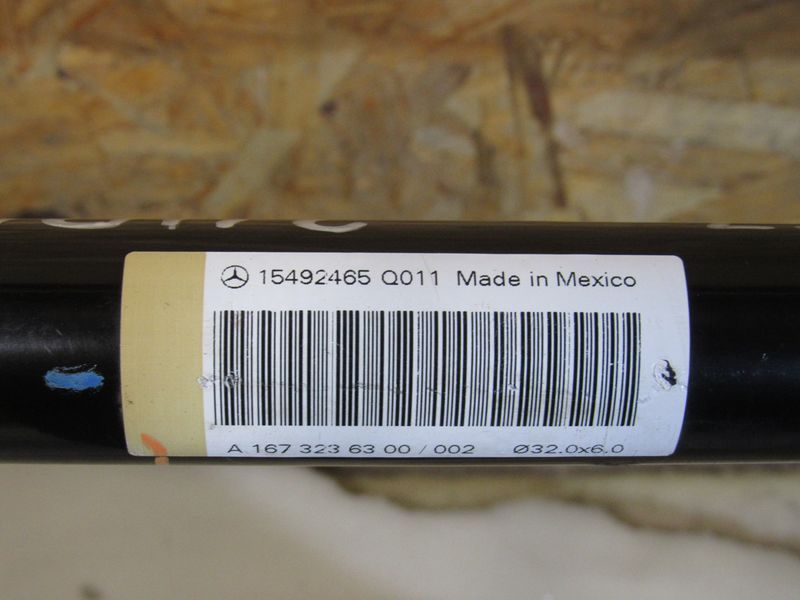 15492465 Q011 Made in Mexico
A 167 323 63 00 / 002 Ø32.0x6.0